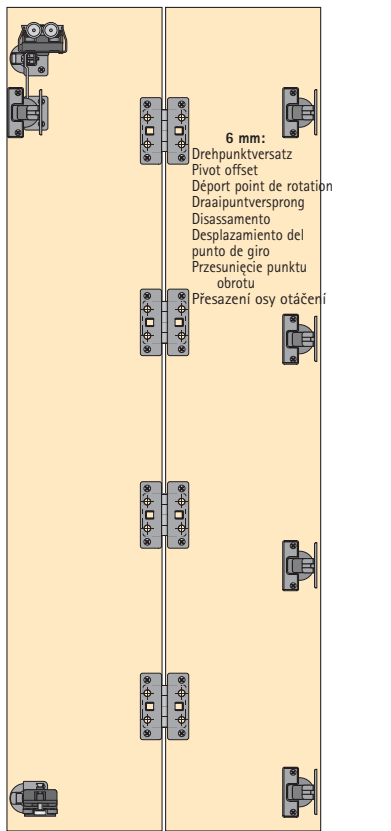 6 mm:
Drehpunktversatz
Pivot offset
Déport point de rotation
Draaipuntversprong
Disassamento
Desplazamiento del
punto de giro
Przesunięcie punktu
obrotu
Přesazení osy otáčení